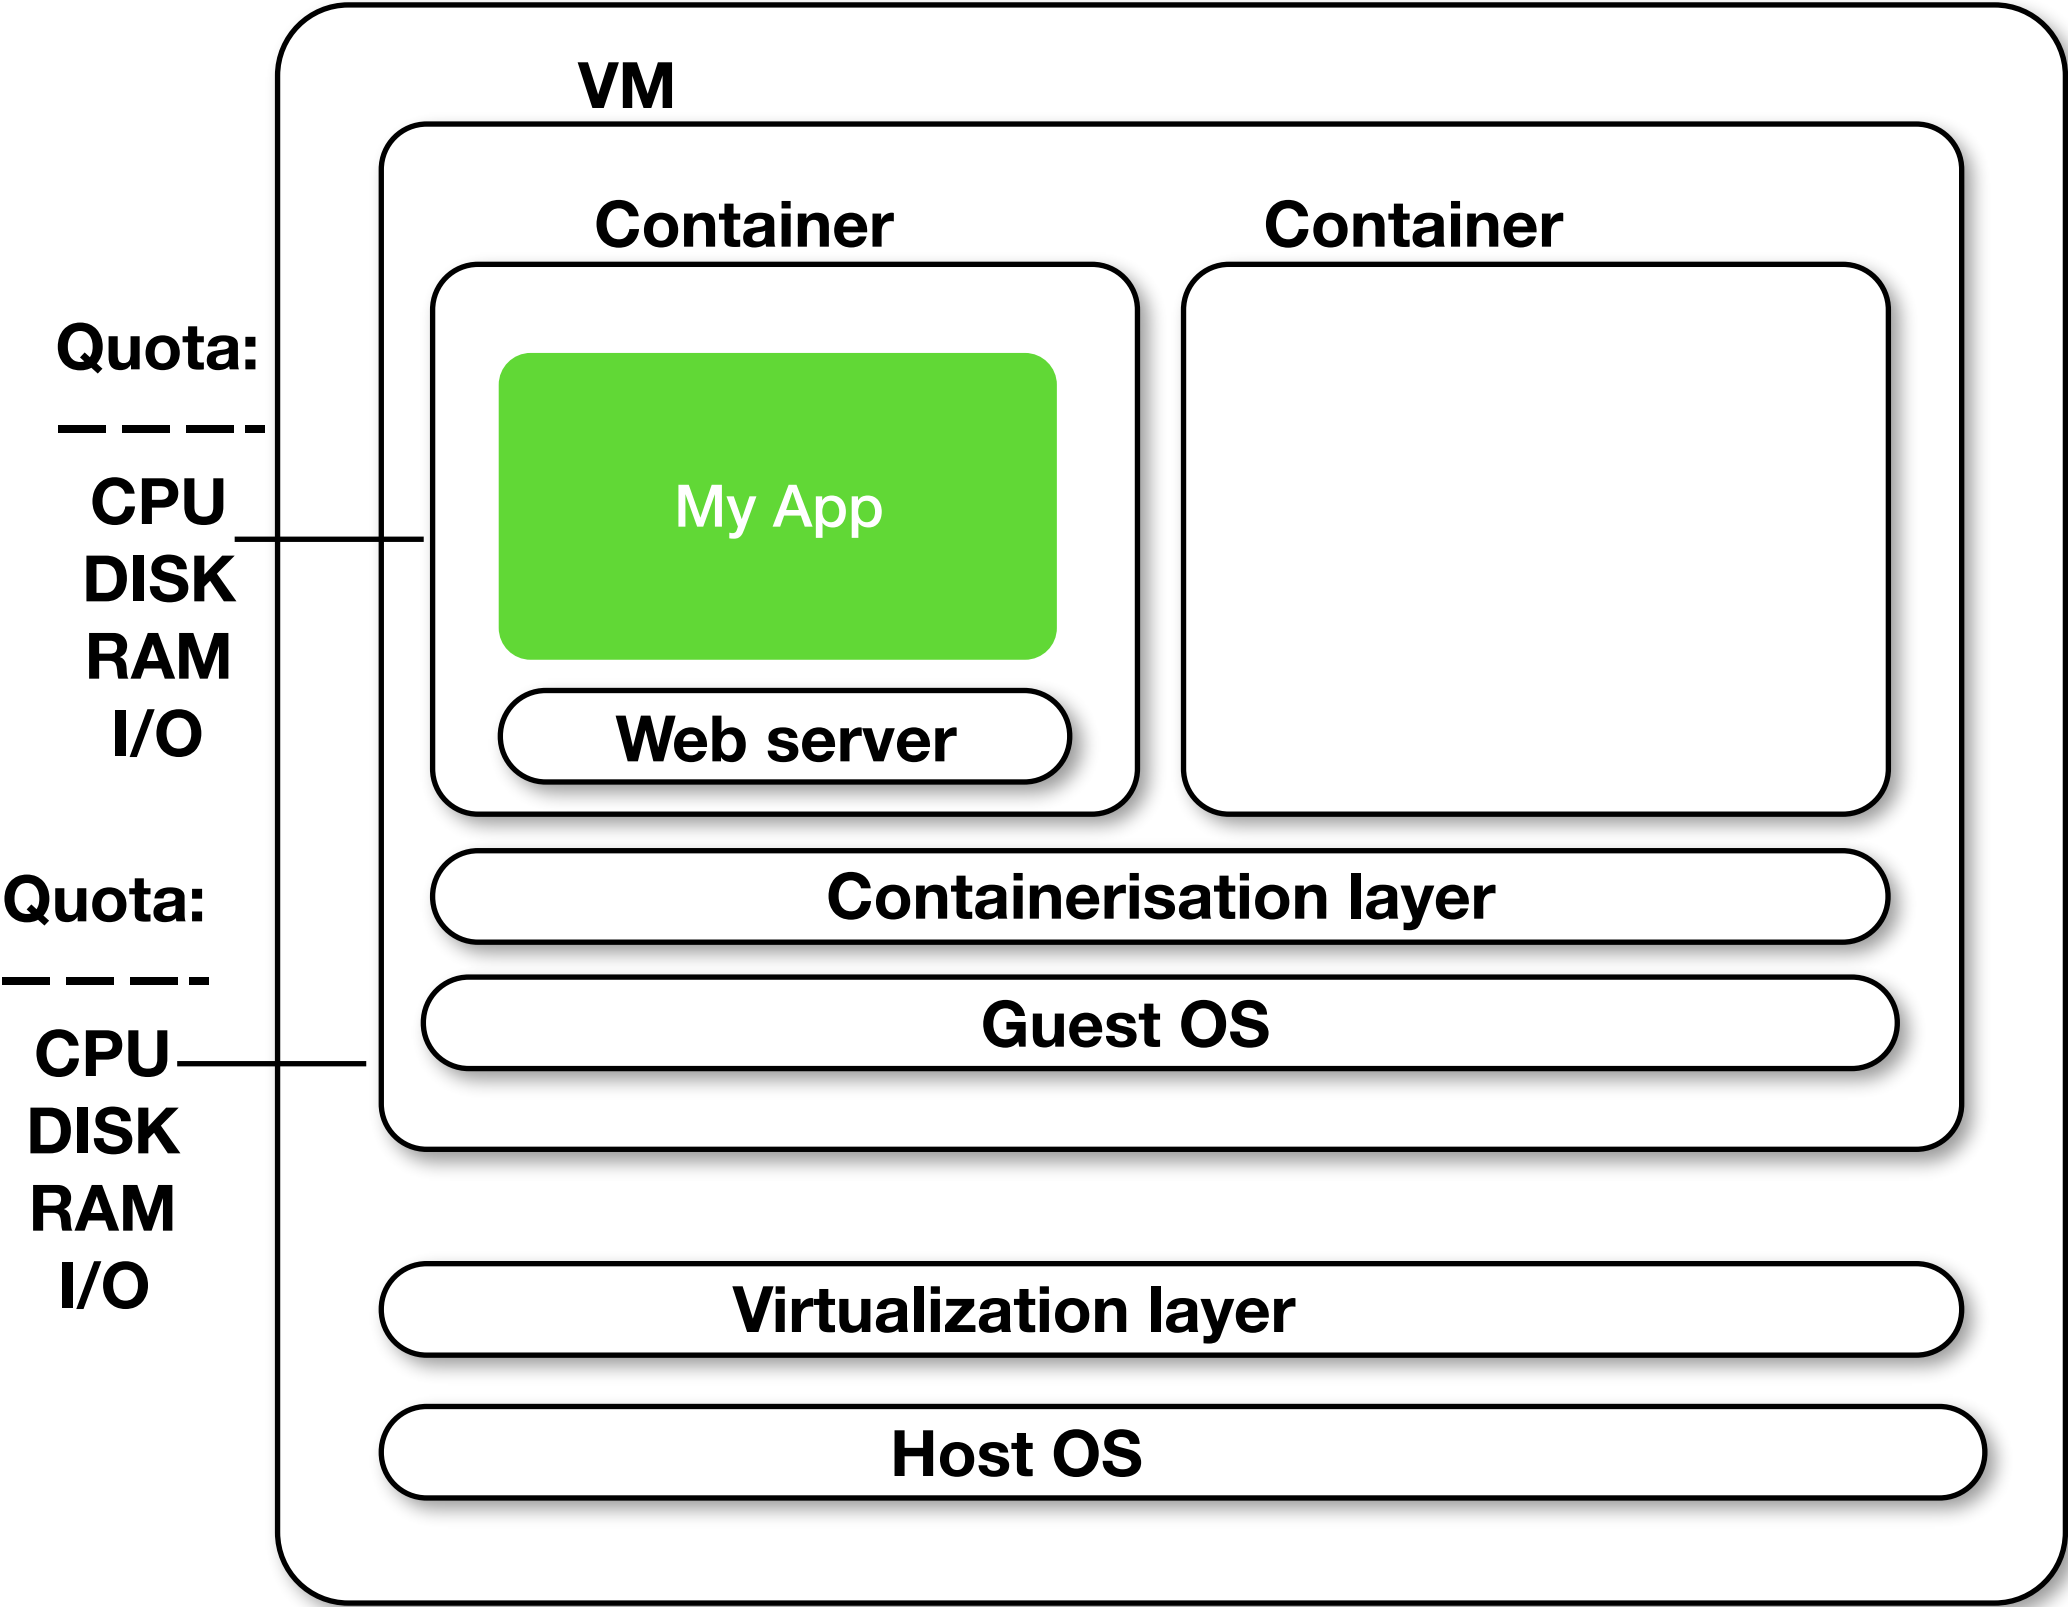 VM
Container
Container
Quota:
CPU
DISK
RAM
I/O
My App
Web server
Quota:
CPU
DISK
RAM
I/O
Containerisation layer
Guest OS
Virtualization layer
Host OS